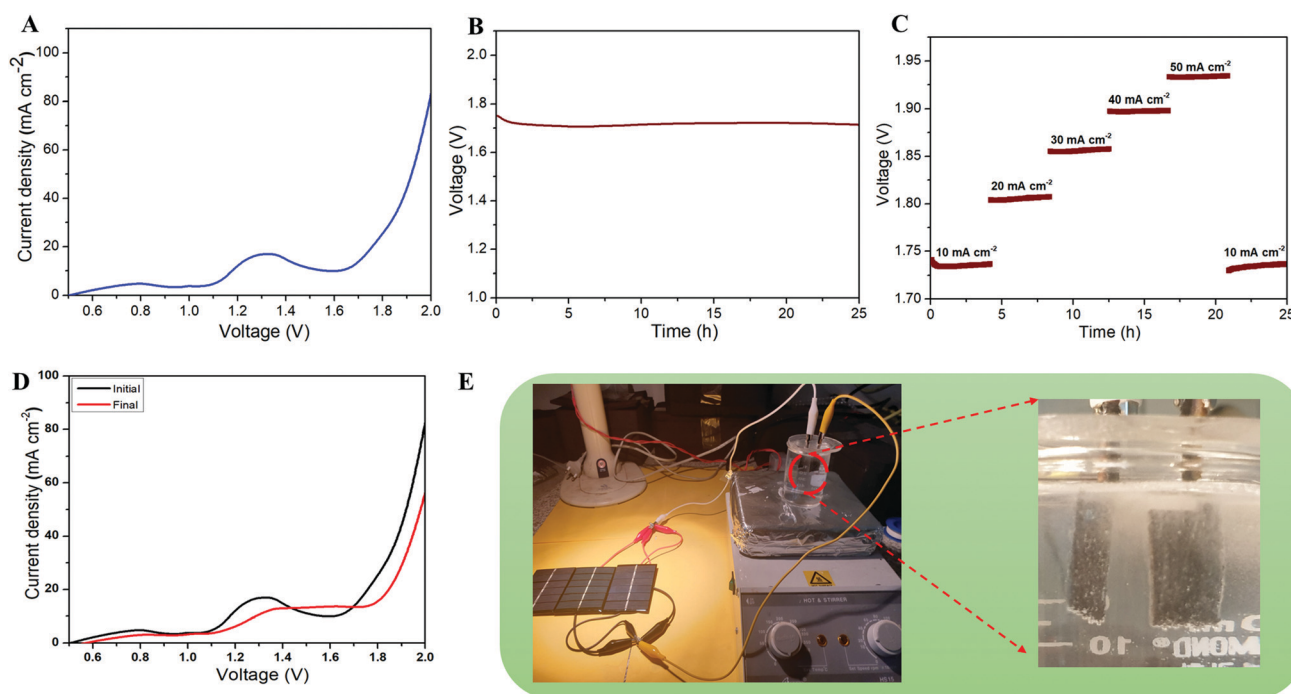 A
Current density (mA cm-2)
100
80
60
40
20
0
0.6 0.8 1.0 1.2 1.4 1.6 1.8 2.0
Voltage (V)
B
Voltage (V)
2.0
1.8
1.6
1.4
1.2
1.0
0 5 10 15 20 25
Time (h)
C
Voltage (V)
1.95
1.90
1.85
1.80
1.75
1.70
10 mA cm-2
20 mA cm-2
30 mA cm-2
40 mA cm-2
50 mA cm-2
10 mA cm-2
0 5 10 15 20 25
Time (h)
D
Initial
Final
Current density (mA cm-2)
100
80
60
40
20
0
0.6 0.8 1.0 1.2 1.4 1.6 1.8 2.0
Voltage (V)
E
HOT & STIRRER
10
MOND